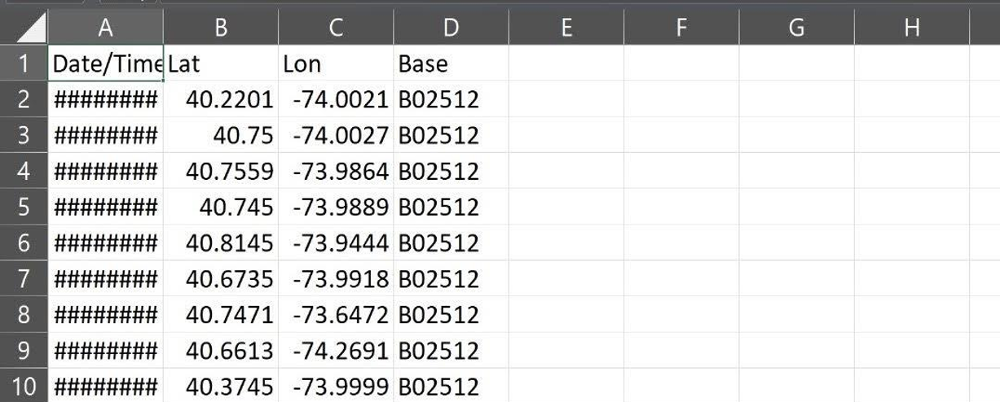 A B C D E F G H
1 Date/Time Lat Lon Base
2 ######## 40.2201 -74.0021 B02512
3 ######## 40.75 -74.0027 B02512
4 ######## 40.7559 -73.9864 B02512
5 ######## 40.745 -73.9889 B02512
6 ######## 40.8145 -73.9444 B02512
7 ######## 40.6735 -73.9918 B02512
8 ######## 40.7471 -73.6472 B02512
9 ######## 40.6613 -74.2691 B02512
10 ######## 40.3745 -73.9999 B02512